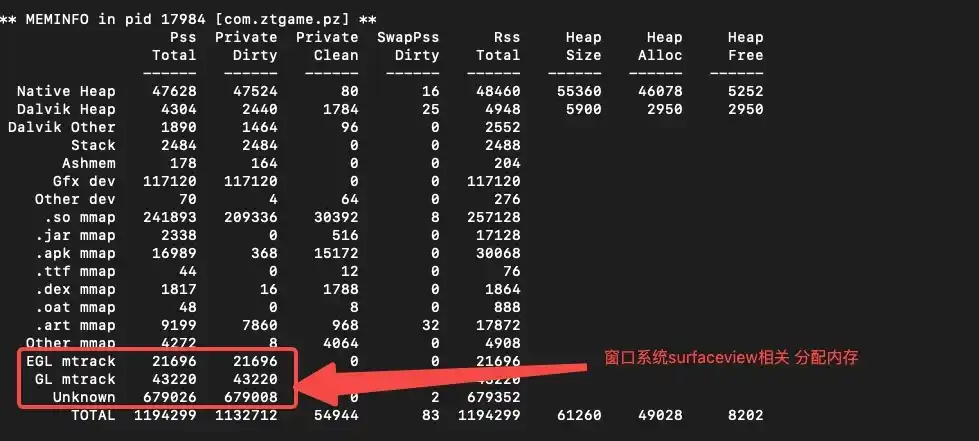 ** MEMINFO in pid 17984 [com.ztgame.pz] **
Pss Private Private SwapPss Rss Heap Heap Heap
Total Dirty Clean Dirty Total Size Alloc Free
------ ------ ------ ------ ------ ------ ------ ------
Native Heap 47628 47524 80 16 48460 55360 46078 5252
Dalvik Heap 4304 2440 1784 25 4948 5900 2950 2950
Dalvik Other 1890 1464 96 0 2552
Stack 2484 2484 0 0 2488
Ashmem 178 164 0 0 204
Gfx dev 117120 117120 0 0 117120
Other dev 70 4 64 0 276
.so mmap 241893 209336 30392 8 257128
.jar mmap 2338 0 516 0 17128
.apk mmap 16989 368 15172 0 30068
.ttf mmap 44 0 12 0 76
.dex mmap 1817 16 1788 0 1864
.oat mmap 48 0 8 0 888
.art mmap 9199 7860 968 32 17872
Other mmap 4272 8 4064 0 4908
EGL mtrack 21696 21696 0 0 21696
GL mtrack 43220 43220
Unknown 679026 679008 0 2 679352
TOTAL 1194299 1132712 54944 83 1194299 61260 49028 8202
窗口系统surfaceview相关 分配内存